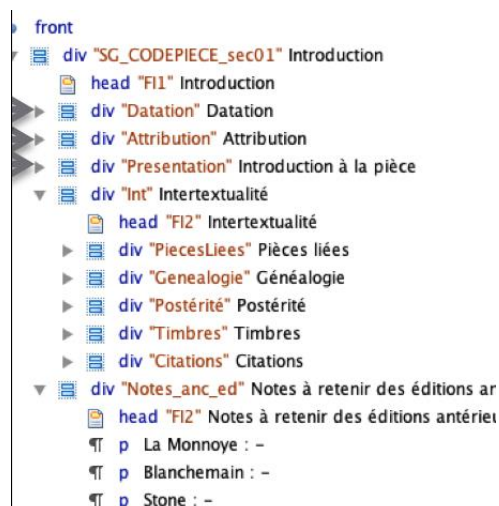 front
div "SG_CODEPIECE_sec01" Introduction
head "FI1" Introduction
div "Datation" Datation
div "Attribution" Attribution
div "Presentation" Introduction à la pièce
div "Int" Intertextualité
head "FI2" Intertextualité
div "PiecesLiees" Pièces liées
div "Genealogie" Généalogie
div "Postérité" Postérité
div "Timbres" Timbres
div "Citations" Citations
div "Notes_anc_ed" Notes à retenir des éditions an
head "FI2" Notes à retenir des éditions antérieu
¶ p La Monnoye : –
¶ p Blanchemain : –
¶ p Stone : –